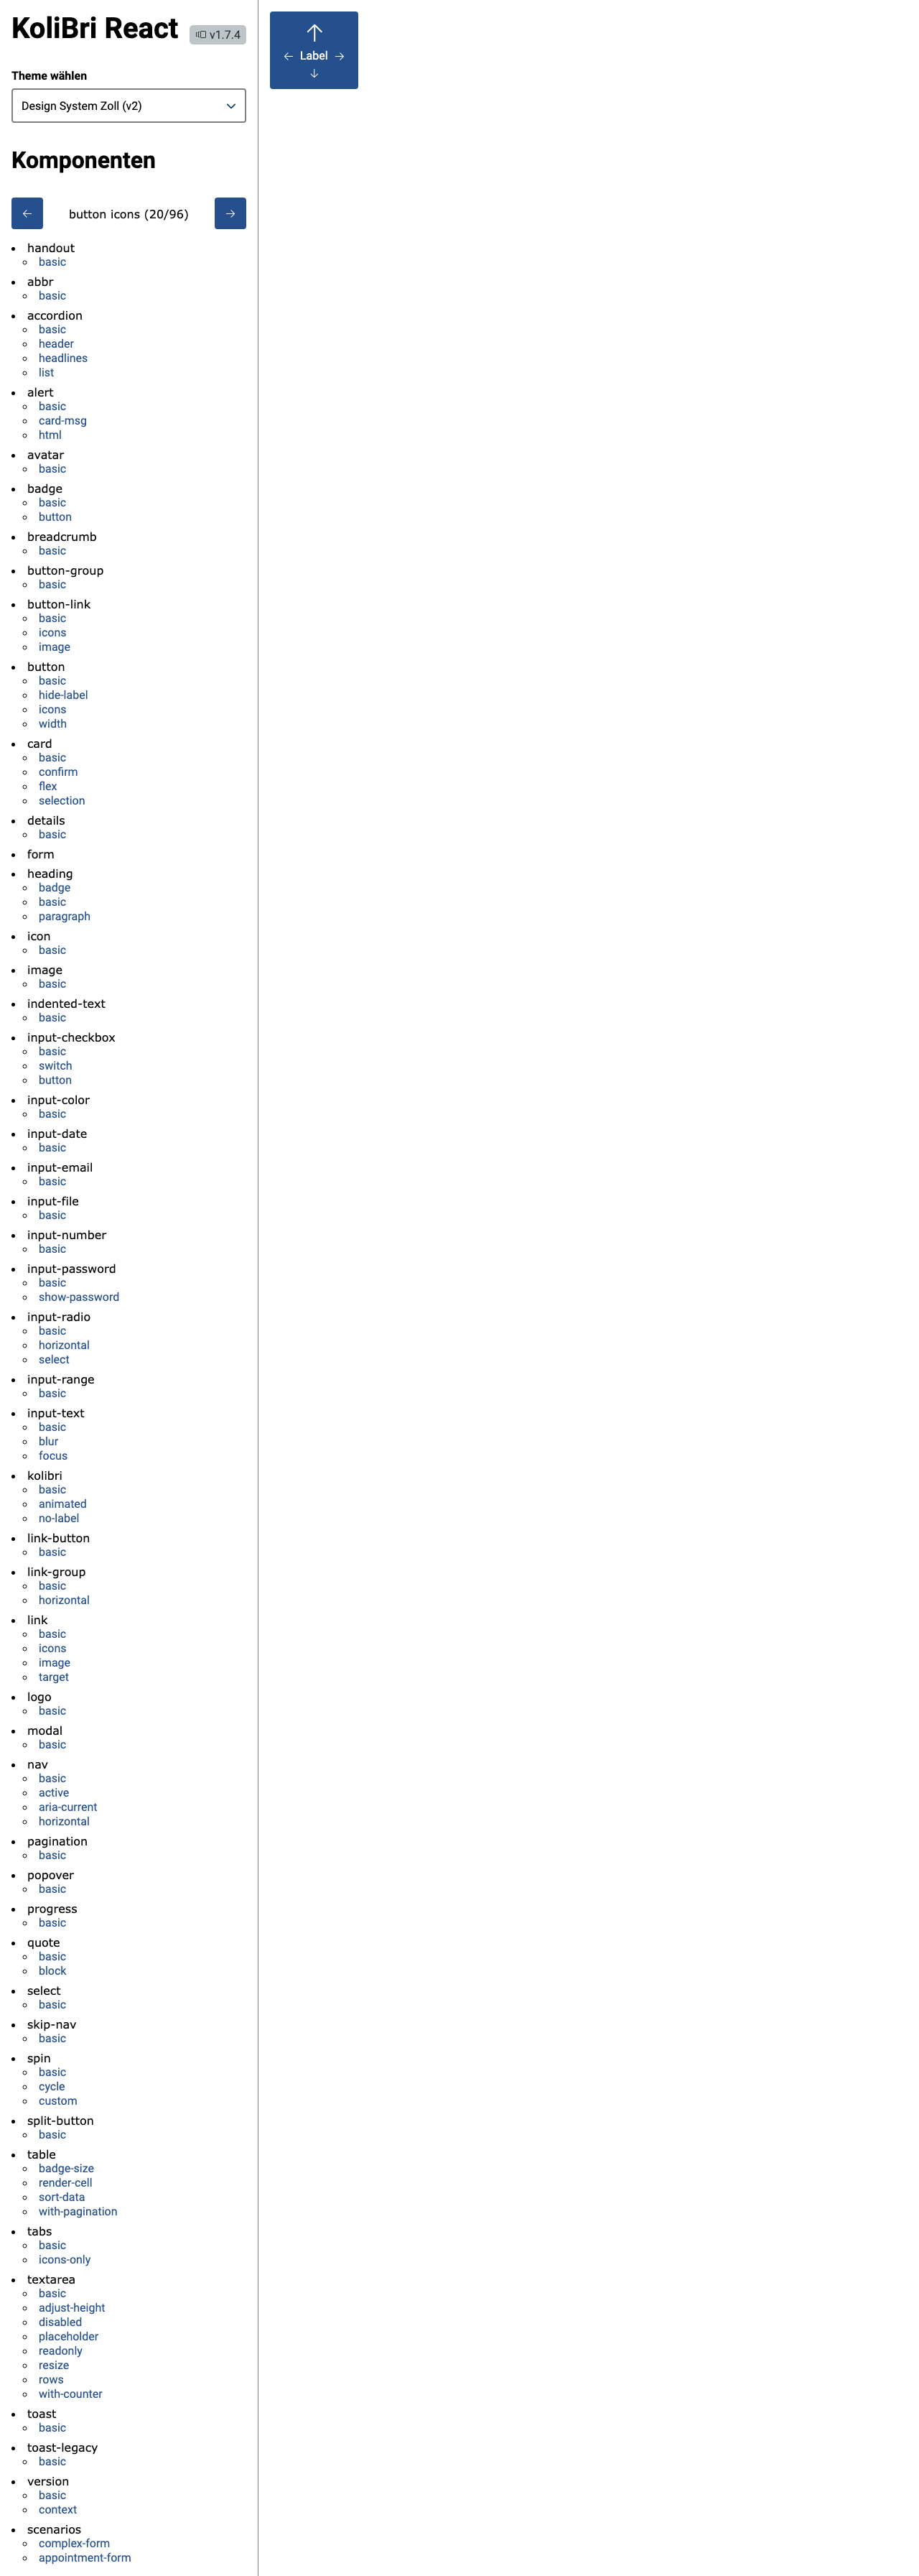 KoliBri React
v1.7.4
Theme wählen
Design System Zoll (v2)
Komponenten
button icons (20/96)
handout
basic
abbr
basic
accordion
basic
header
headlines
list
alert
basic
card-msg
html
avatar
basic
badge
basic
button
breadcrumb
basic
button-group
basic
button-link
basic
icons
image
button
basic
hide-label
icons
width
card
basic
confirm
flex
selection
details
basic
form
heading
badge
basic
paragraph
icon
basic
image
basic
indented-text
basic
input-checkbox
basic
switch
button
input-color
basic
input-date
basic
input-email
basic
input-file
basic
input-number
basic
input-password
basic
show-password
input-radio
basic
horizontal
select
input-range
basic
input-text
basic
blur
focus
kolibri
basic
animated
no-label
link-button
basic
link-group
basic
horizontal
link
basic
icons
image
target
logo
basic
modal
basic
nav
basic
active
aria-current
horizontal
pagination
basic
popover
basic
progress
basic
quote
basic
block
select
basic
skip-nav
basic
spin
basic
cycle
custom
split-button
basic
table
badge-size
render-cell
sort-data
with-pagination
tabs
basic
icons-only
textarea
basic
adjust-height
disabled
placeholder
readonly
resize
rows
with-counter
toast
basic
toast-legacy
basic
version
basic
context
scenarios
complex-form
appointment-form
Label